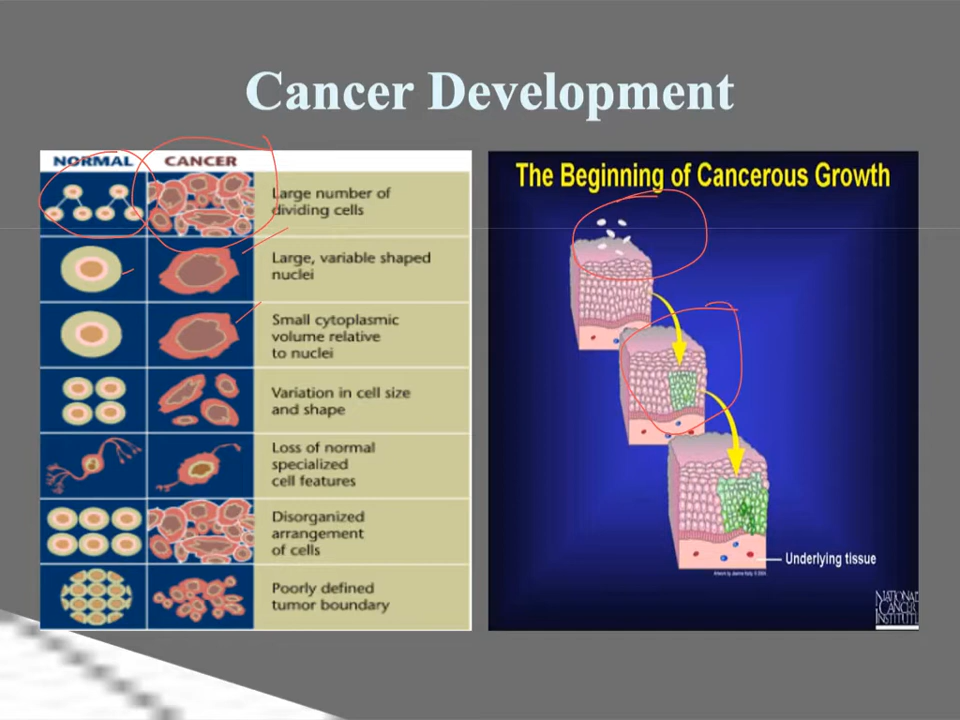 Cancer Development
NORMAL CANCER
Large number of
dividing cells
Large, variable shaped
nuclei
Small cytoplasmic
volume relative
to nuclei
Variation in cell size
and shape
Loss of normal
specialized
cell features
Disorganized
arrangement
of cells
Poorly defined
tumor boundary
The Beginning of Cancerous Growth
Underlying tissue
NATIONAL
CANCER
INSTITUTE